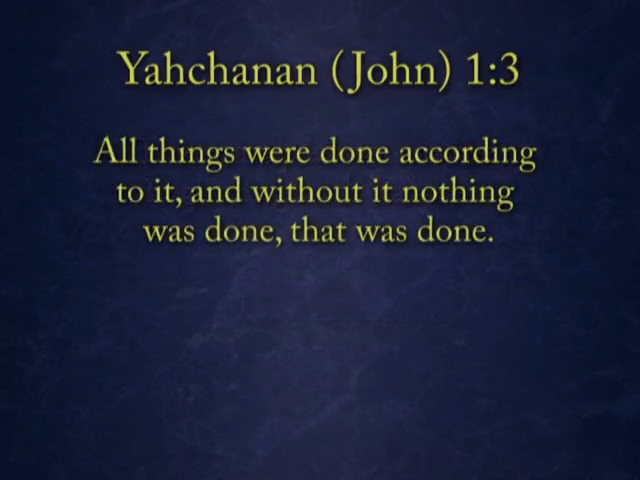 Yahchanan (John) 1:3
All things were done according
to it, and without it nothing
was done, that was done.